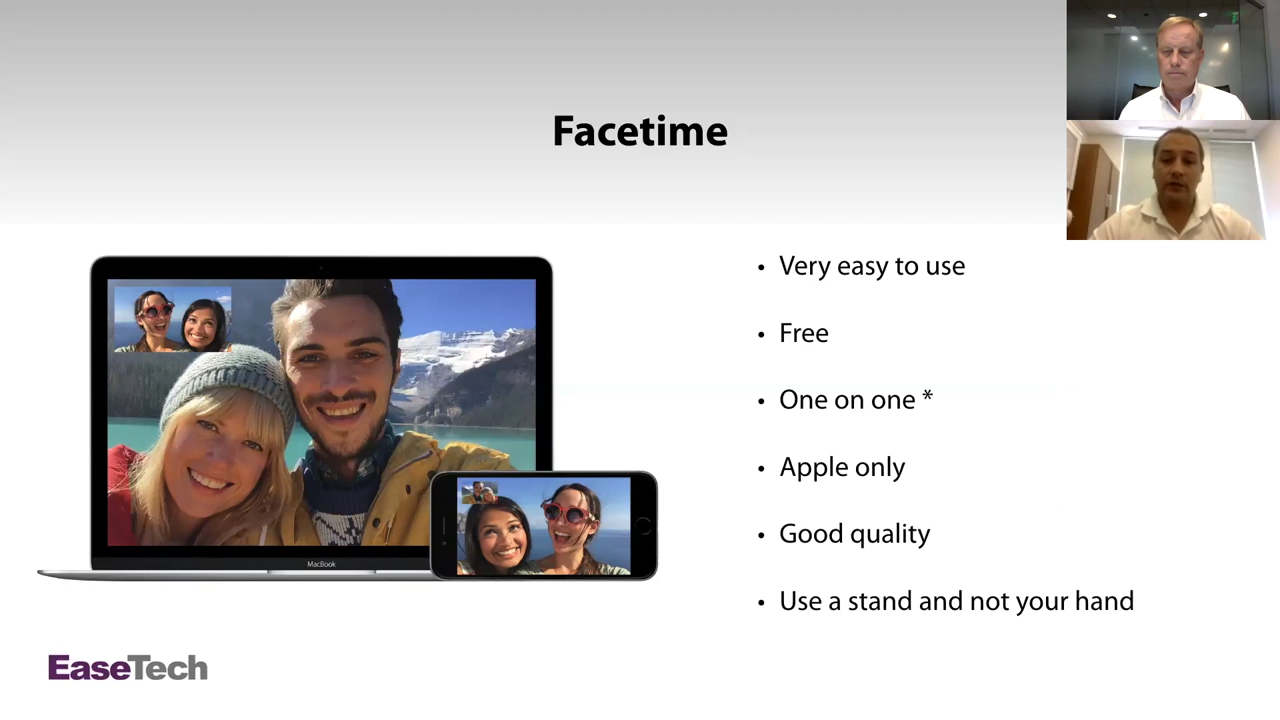 Facetime
• Very easy to use
• Free
• One on one *
• Apple only
• Good quality
• Use a stand and not your hand
MacBook
EaseTech